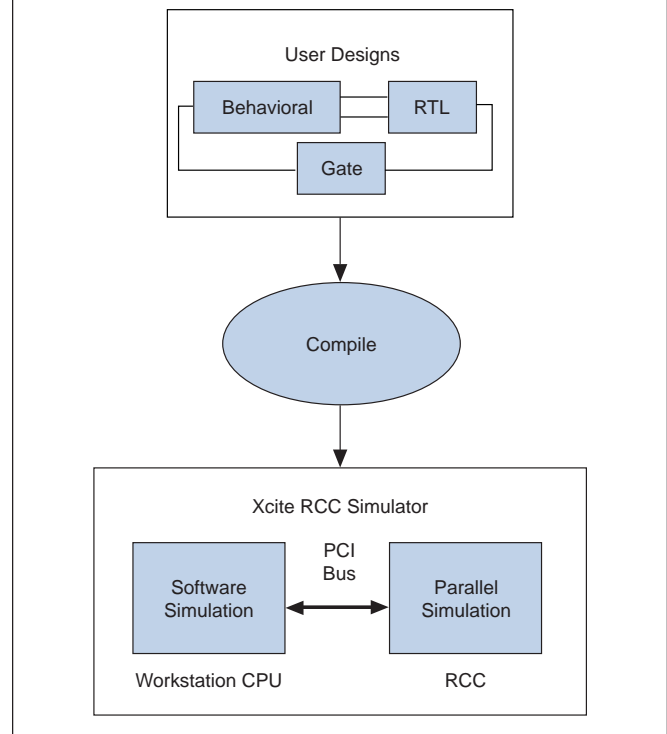 User Designs
Behavioral
RTL
Gate
Compile
Xcite RCC Simulator
PCI
Bus
Software
Simulation
Parallel
Simulation
Workstation CPU
RCC